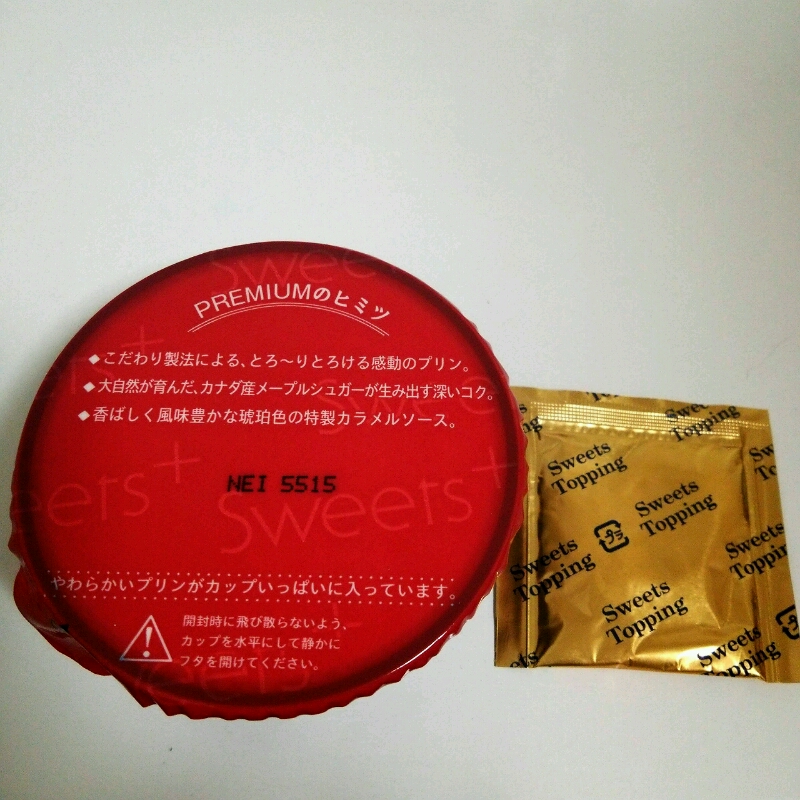 PREMIUMのヒミツ
◆こだわり製法による、とろ〜りとろける感動のプリン。
◆大自然が育んだ、カナダ産メープルシュガーが生み出す深いコク。
◆香ばしく風味豊かな琥珀色の特製カラメルソース。
NEI 5515
sweets+
やわらかいプリンがカップいっぱいに入っています。
開封時に飛び散らないよう、
カップを水平にして静かに
フタを開けてください。
Sweets
Topping
Sweets
Topping
プラ
Sweets
Topping
Sweets
Topping
Sweets
Topping